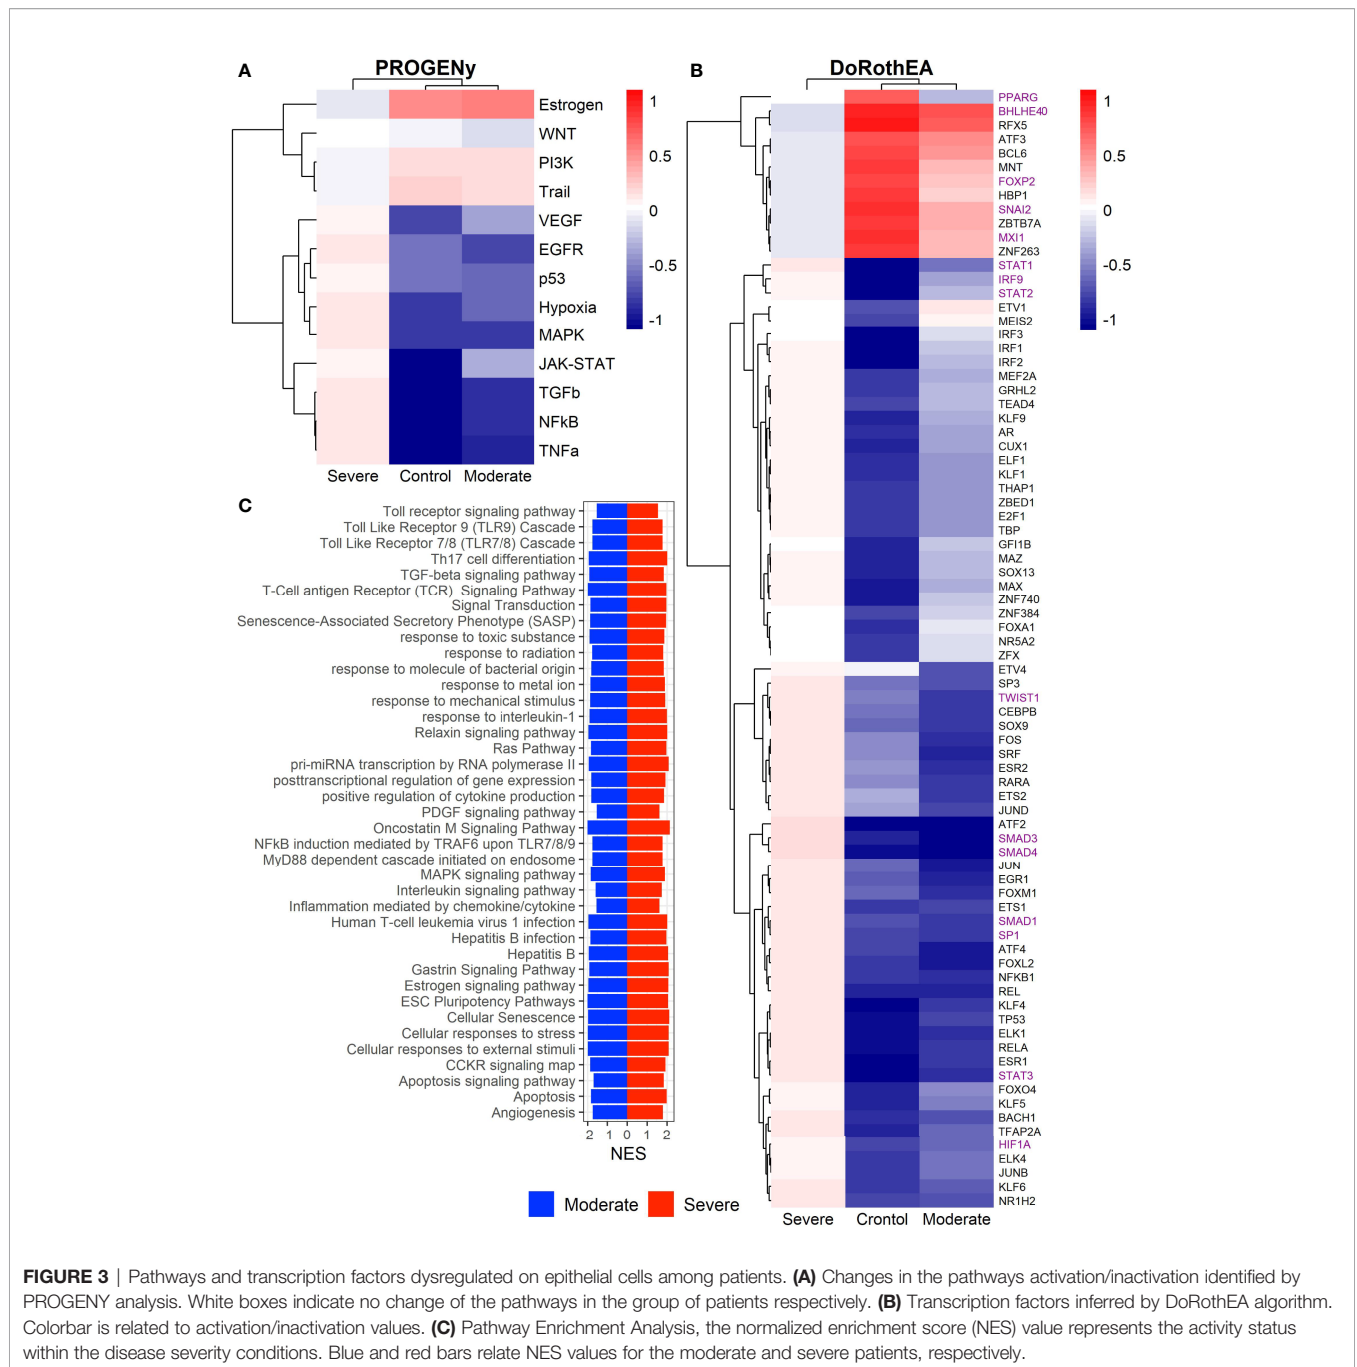 A
PROGENy
Estrogen
WNT
PI3K
Trail
VEGF
EGFR
p53
Hypoxia
MAPK
JAK-STAT
TGFb
NFkB
TNFa
Severe Control Moderate
1
0.5
0
-0.5
-1
B
DoRothEA
PPARG
BHLHE40
RFX5
ATF3
BCL6
MNT
FOXP2
HBP1
SNAI2
ZBTB7A
MXI1
ZNF263
STAT1
IRF9
STAT2
ETV1
MEIS2
IRF3
IRF1
IRF2
MEF2A
GRHL2
TEAD4
KLF9
AR
CUX1
ELF1
KLF1
THAP1
ZBED1
E2F1
TBP
GFI1B
MAZ
SOX13
MAX
ZNF740
ZNF384
FOXA1
NR5A2
ZFX
ETV4
SP3
TWIST1
CEBPB
SOX9
FOS
SRF
ESR2
RARA
ETS2
JUND
ATF2
SMAD3
SMAD4
JUN
EGR1
FOXM1
ETS1
SMAD1
SP1
ATF4
FOXL2
NFKB1
REL
KLF4
TP53
ELK1
RELA
ESR1
STAT3
FOXO4
KLF5
BACH1
TFAP2A
HIF1A
ELK4
JUNB
KLF6
NR1H2
Severe Crontol Moderate
1
0.5
0
-0.5
-1
C
Toll receptor signaling pathway
Toll Like Receptor 9 (TLR9) Cascade
Toll Like Receptor 7/8 (TLR7/8) Cascade
Th17 cell differentiation
TGF-beta signaling pathway
T-Cell antigen Receptor (TCR) Signaling Pathway
Signal Transduction
Senescence-Associated Secretory Phenotype (SASP)
response to toxic substance
response to radiation
response to molecule of bacterial origin
response to metal ion
response to mechanical stimulus
response to interleukin-1
Relaxin signaling pathway
Ras Pathway
pri-miRNA transcription by RNA polymerase II
posttranscriptional regulation of gene expression
positive regulation of cytokine production
PDGF signaling pathway
Oncostatin M Signaling Pathway
NFkB induction mediated by TRAF6 upon TLR7/8/9
MyD88 dependent cascade initiated on endosome
MAPK signaling pathway
Interleukin signaling pathway
Inflammation mediated by chemokine/cytokine
Human T-cell leukemia virus 1 infection
Hepatitis B infection
Hepatitis B
Gastrin Signaling Pathway
Estrogen signaling pathway
ESC Pluripotency Pathways
Cellular Senescence
Cellular responses to stress
Cellular responses to external stimuli
CCKR signaling map
Apoptosis signaling pathway
Apoptosis
Angiogenesis
2 1 0 1 2
NES
Moderate Severe
FIGURE 3 | Pathways and transcription factors dysregulated on epithelial cells among patients. (A) Changes in the pathways activation/inactivation identified by
PROGENY analysis. White boxes indicate no change of the pathways in the group of patients respectively. (B) Transcription factors inferred by DoRothEA algorithm.
Colorbar is related to activation/inactivation values. (C) Pathway Enrichment Analysis, the normalized enrichment score (NES) value represents the activity status
within the disease severity conditions. Blue and red bars relate NES values for the moderate and severe patients, respectively.